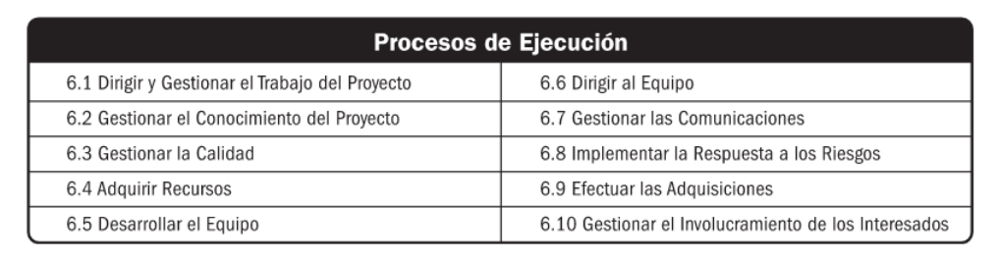 Procesos de Ejecución
6.1 Dirigir y Gestionar el Trabajo del Proyecto
6.2 Gestionar el Conocimiento del Proyecto
6.3 Gestionar la Calidad
6.4 Adquirir Recursos
6.5 Desarrollar el Equipo
6.6 Dirigir al Equipo
6.7 Gestionar las Comunicaciones
6.8 Implementar la Respuesta a los Riesgos
6.9 Efectuar las Adquisiciones
6.10 Gestionar el Involucramiento de los Interesados